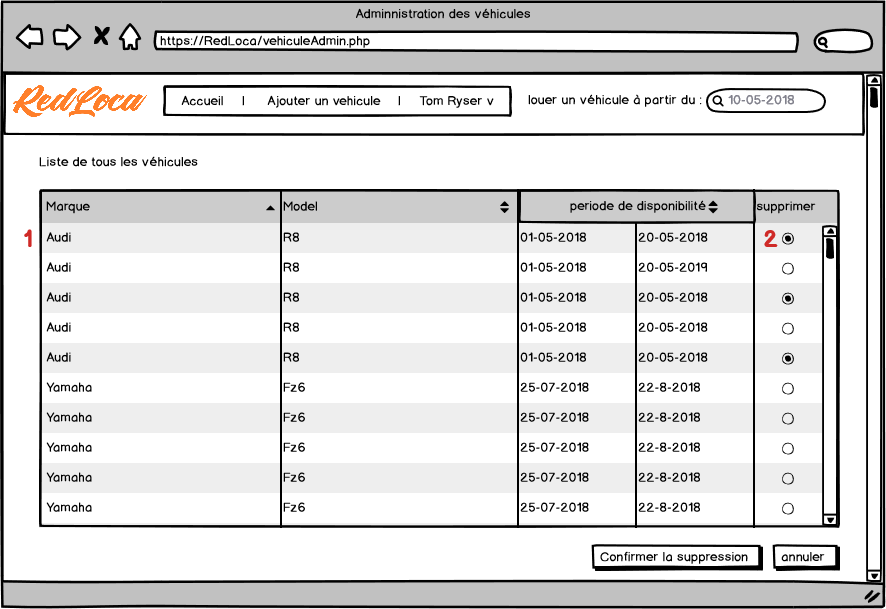 Adminnistration des véhicules
https://RedLoca/vehiculeAdmin.php
RedLoca
Accueil | Ajouter un vehicule | Tom Ryser v
louer un véhicule à partir du : 10-05-2018
Liste de tous les véhicules
Marque Model periode de disponibilité supprimer
1 Audi R8 01-05-2018 20-05-2018 2
Audi R8 01-05-2018 20-05-2019
Audi R8 01-05-2018 20-05-2018
Audi R8 01-05-2018 20-05-2018
Audi R8 01-05-2018 20-05-2018
Yamaha Fz6 25-07-2018 22-8-2018
Yamaha Fz6 25-07-2018 22-8-2018
Yamaha Fz6 25-07-2018 22-8-2018
Yamaha Fz6 25-07-2018 22-8-2018
Yamaha Fz6 25-07-2018 22-8-2018
Confirmer la suppression annuler